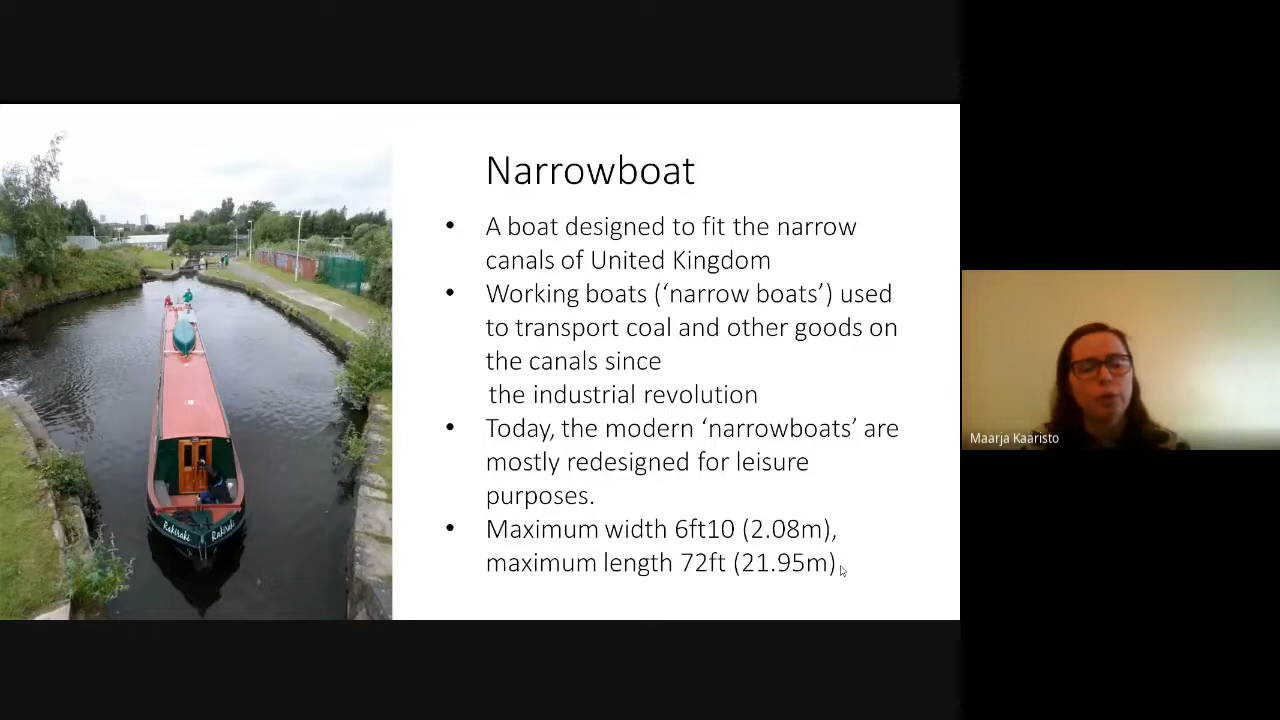 Narrowboat
• A boat designed to fit the narrow
canals of United Kingdom
• Working boats (‘narrow boats’) used
to transport coal and other goods on
the canals since
the industrial revolution
• Today, the modern ‘narrowboats’ are
mostly redesigned for leisure
purposes.
• Maximum width 6ft10 (2.08m),
maximum length 72ft (21.95m)
Rakiraki Rakiraki
Maarja Kaaristo